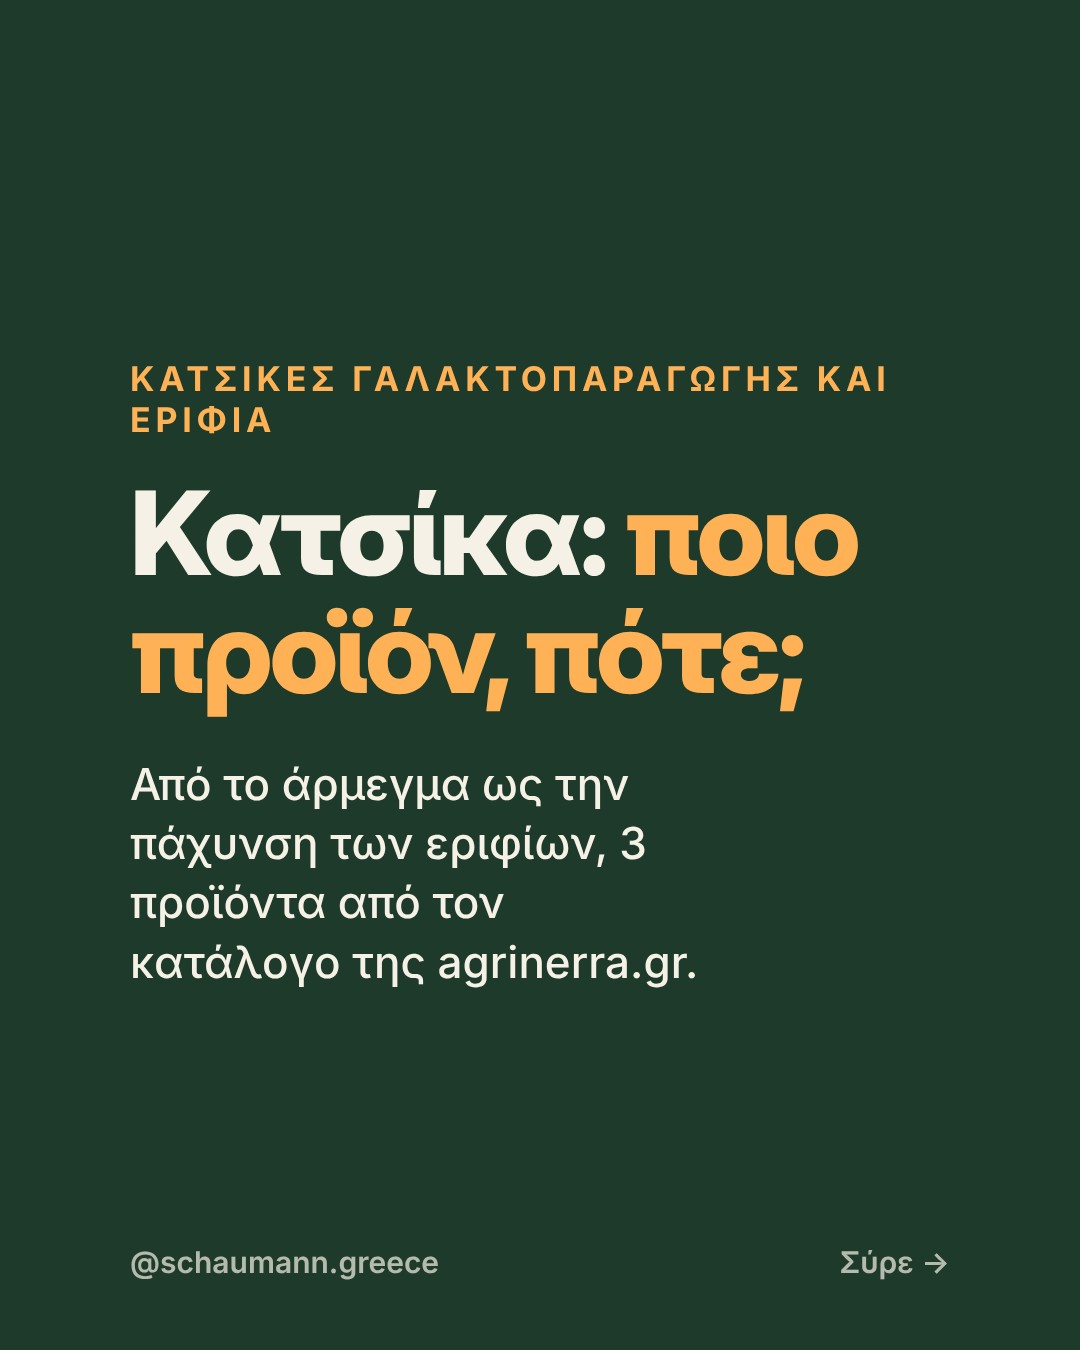 ΚΑΤΣΙΚΕΣ ΓΑΛΑΚΤΟΠΑΡΑΓΩΓΗΣ ΚΑΙ
ΕΡΙΦΙΑ
Κατσίκα: ποιο
προϊόν, πότε;
Από το άρμεγμα ως την
πάχυνση των εριφίων, 3
προϊόντα από τον
κατάλογο της agrinerra.gr.
@schaumann.greece
Σύρε →